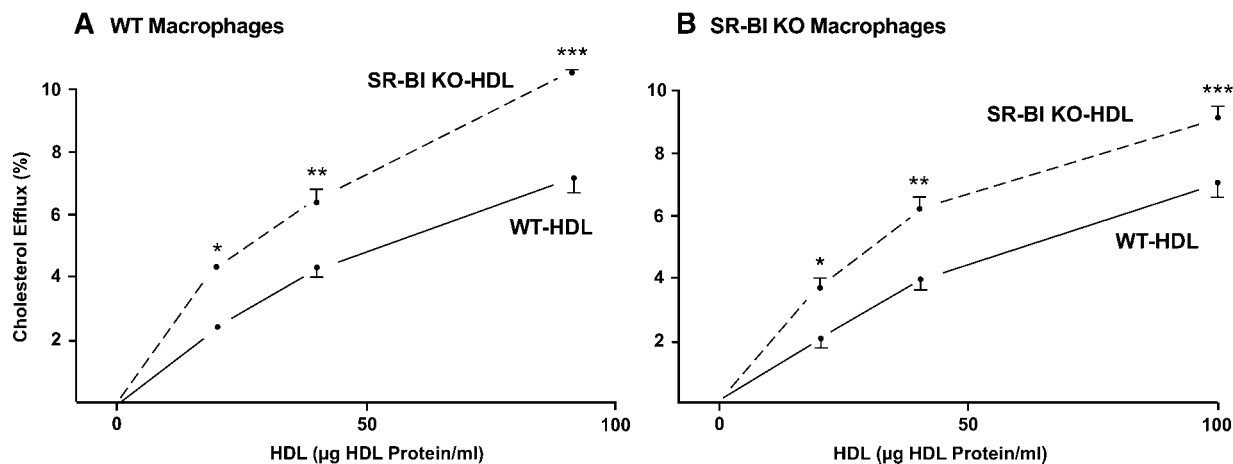 A WT Macrophages
Cholesterol Efflux (%)
10
8
6
4
2
0
50
100
HDL (µg HDL Protein/ml)
SR-BI KO-HDL
WT-HDL
*
**
***
B SR-BI KO Macrophages
10
8
6
4
2
0
50
100
HDL (µg HDL Protein/ml)
SR-BI KO-HDL
WT-HDL
*
**
***